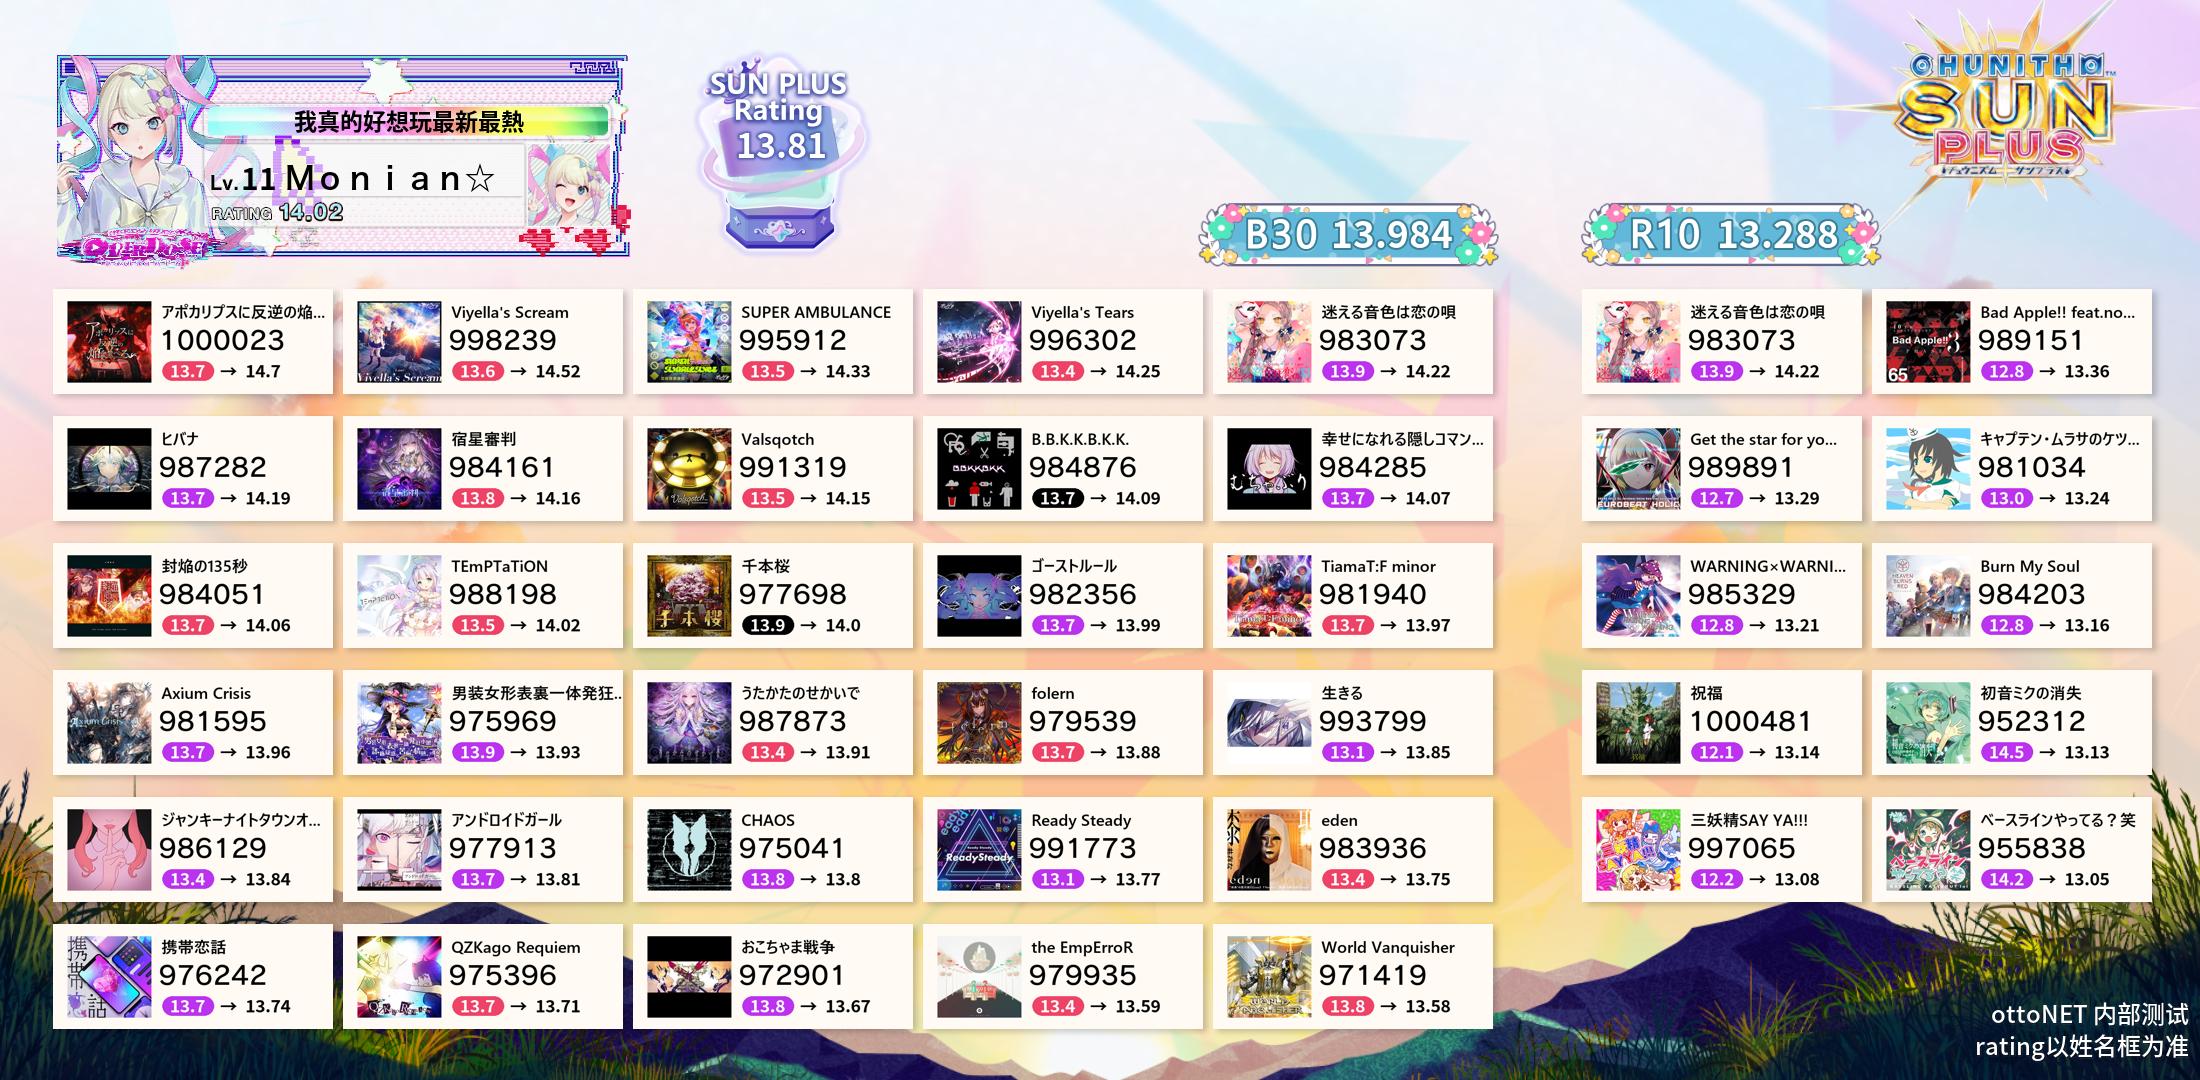 我真的好想玩最新最熱
Lv.11 Monian☆
RATING 14.02
OVERDOSE
SUN PLUS
Rating
13.81
CHUNITHM
SUN
PLUS
チュウニズム サンプラス
B30 13.984
R10 13.288
アポカリプスに反逆の焔...
1000023
13.7 → 14.7
Viyella's Scream
998239
13.6 → 14.52
SUPER AMBULANCE
995912
13.5 → 14.33
Viyella's Tears
996302
13.4 → 14.25
迷える音色は恋の唄
983073
13.9 → 14.22
ヒバナ
987282
13.7 → 14.19
宿星審判
984161
13.8 → 14.16
Valsqotch
991319
13.5 → 14.15
B.B.K.K.B.K.K.
984876
13.7 → 14.09
幸せになれる隠しコマン...
984285
13.7 → 14.07
封焔の135秒
984051
13.7 → 14.06
TEmPTaTiON
988198
13.5 → 14.02
千本桜
977698
13.9 → 14.0
ゴーストルール
982356
13.7 → 13.99
TiamaT:F minor
981940
13.7 → 13.97
Axium Crisis
981595
13.7 → 13.96
男装女形表裏一体発狂..
975969
13.9 → 13.93
うたかたのせかいで
987873
13.4 → 13.91
folern
979539
13.7 → 13.88
生きる
993799
13.1 → 13.85
ジャンキーナイトタウンオ...
986129
13.4 → 13.84
アンドロイドガール
977913
13.7 → 13.81
CHAOS
975041
13.8 → 13.8
Ready Steady
991773
13.1 → 13.77
eden
983936
13.4 → 13.75
携帯恋話
976242
13.7 → 13.74
QZKago Requiem
975396
13.7 → 13.71
おこちゃま戦争
972901
13.8 → 13.67
the EmpErroR
979935
13.4 → 13.59
World Vanquisher
971419
13.8 → 13.58
迷える音色は恋の唄
983073
13.9 → 14.22
Bad Apple!! feat.no...
989151
12.8 → 13.36
Get the star for yo...
989891
12.7 → 13.29
キャプテン・ムラサのケツ...
981034
13.0 → 13.24
WARNING×WARNI...
985329
12.8 → 13.21
Burn My Soul
984203
12.8 → 13.16
祝福
1000481
12.1 → 13.14
初音ミクの消失
952312
14.5 → 13.13
三妖精SAY YA!!!
997065
12.2 → 13.08
ベースラインやってる？笑
955838
14.2 → 13.05
ottoNET 内部测试
rating以姓名框为准